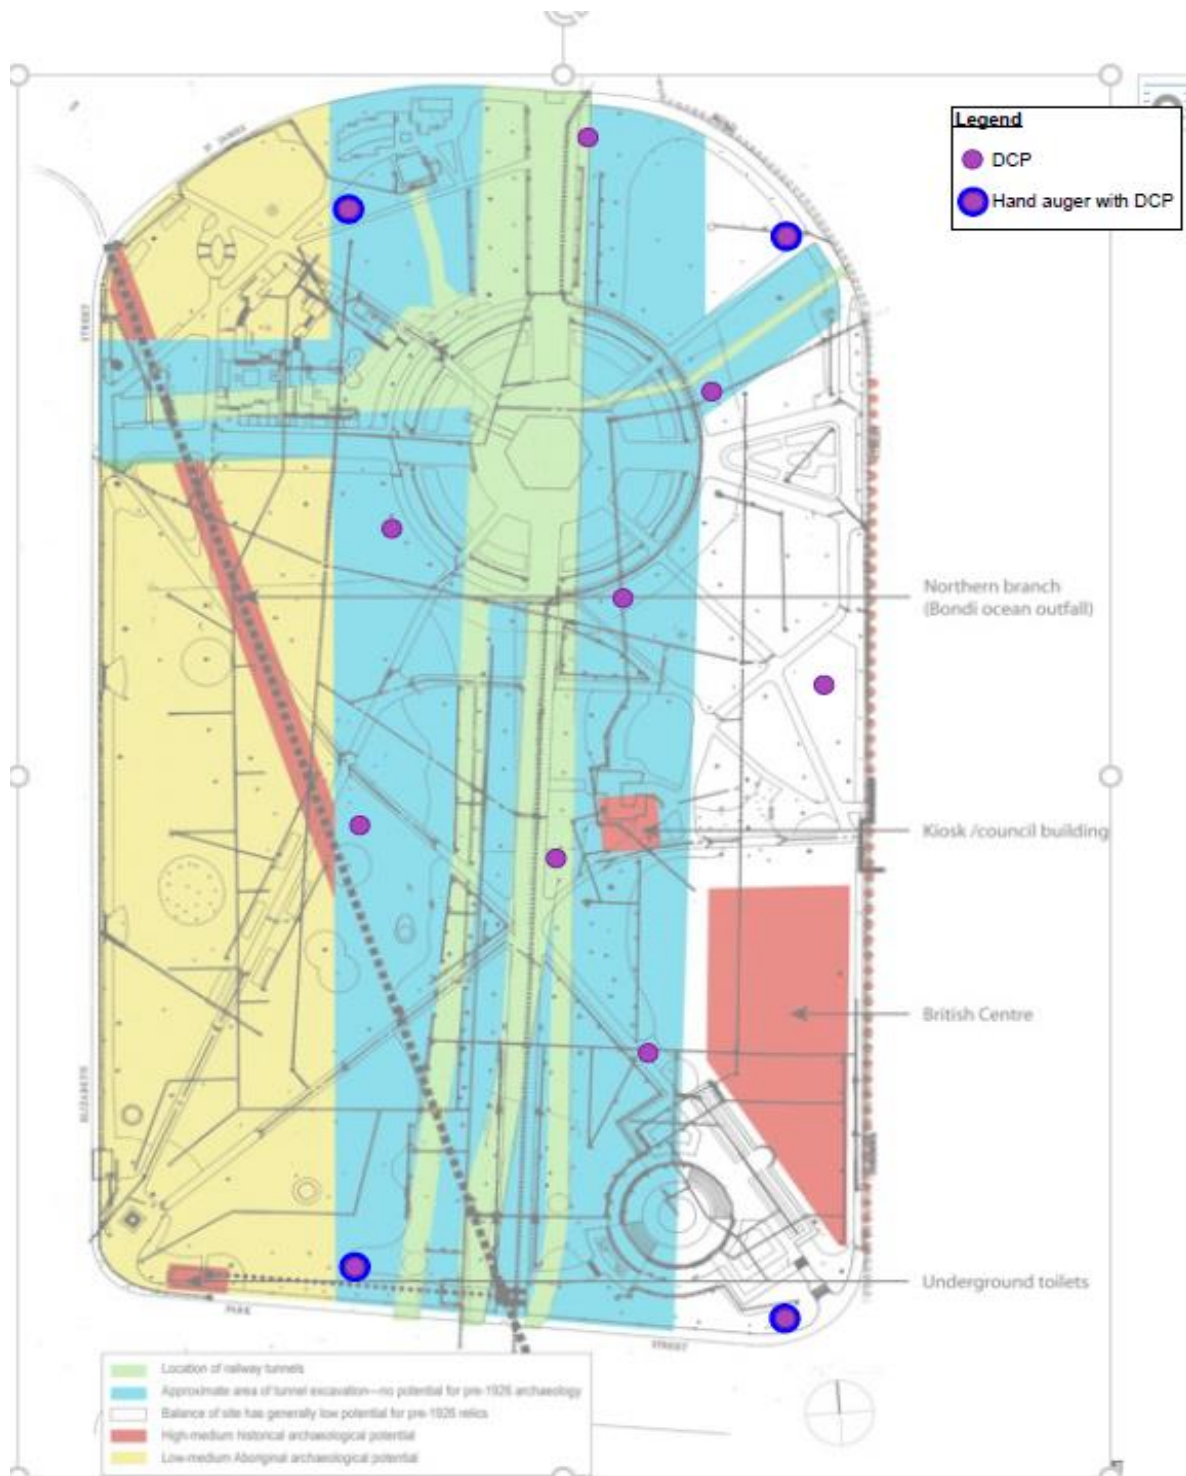 Legend
DCP
Hand auger with DCP
ST JAMES
ROAD
STREET
Northern branch
(Bondi ocean outfall)
Kiosk /council building
British Centre
ELIZABETH
Underground toilets
PARK
STREET
Location of railway tunnels
Approximate area of tunnel excavation—no potential for pre-1926 archaeology
Balance of site has generally low potential for pre-1926 relics
High-medium historical archaeological potential
Low-medium Aboriginal archaeological potential